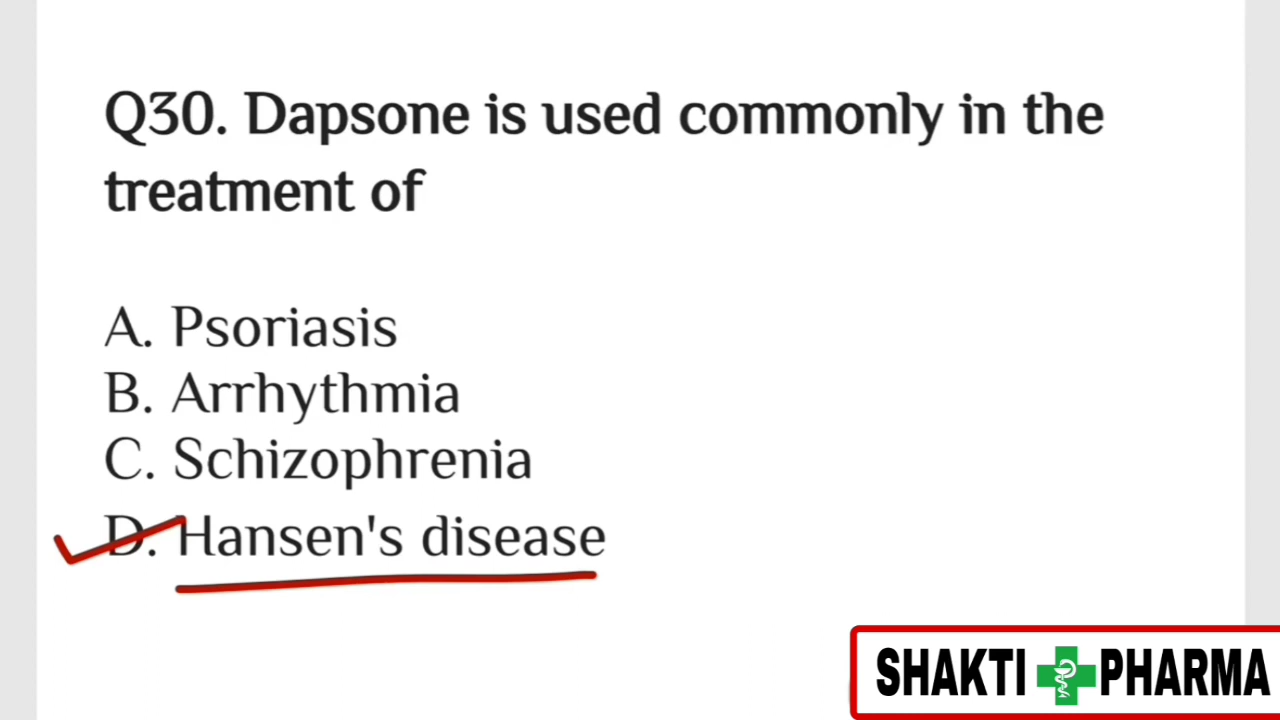 Q30. Dapsone is used commonly in the
treatment of
A. Psoriasis
B. Arrhythmia
C. Schizophrenia
D. Hansen's disease
SHAKTI PHARMA